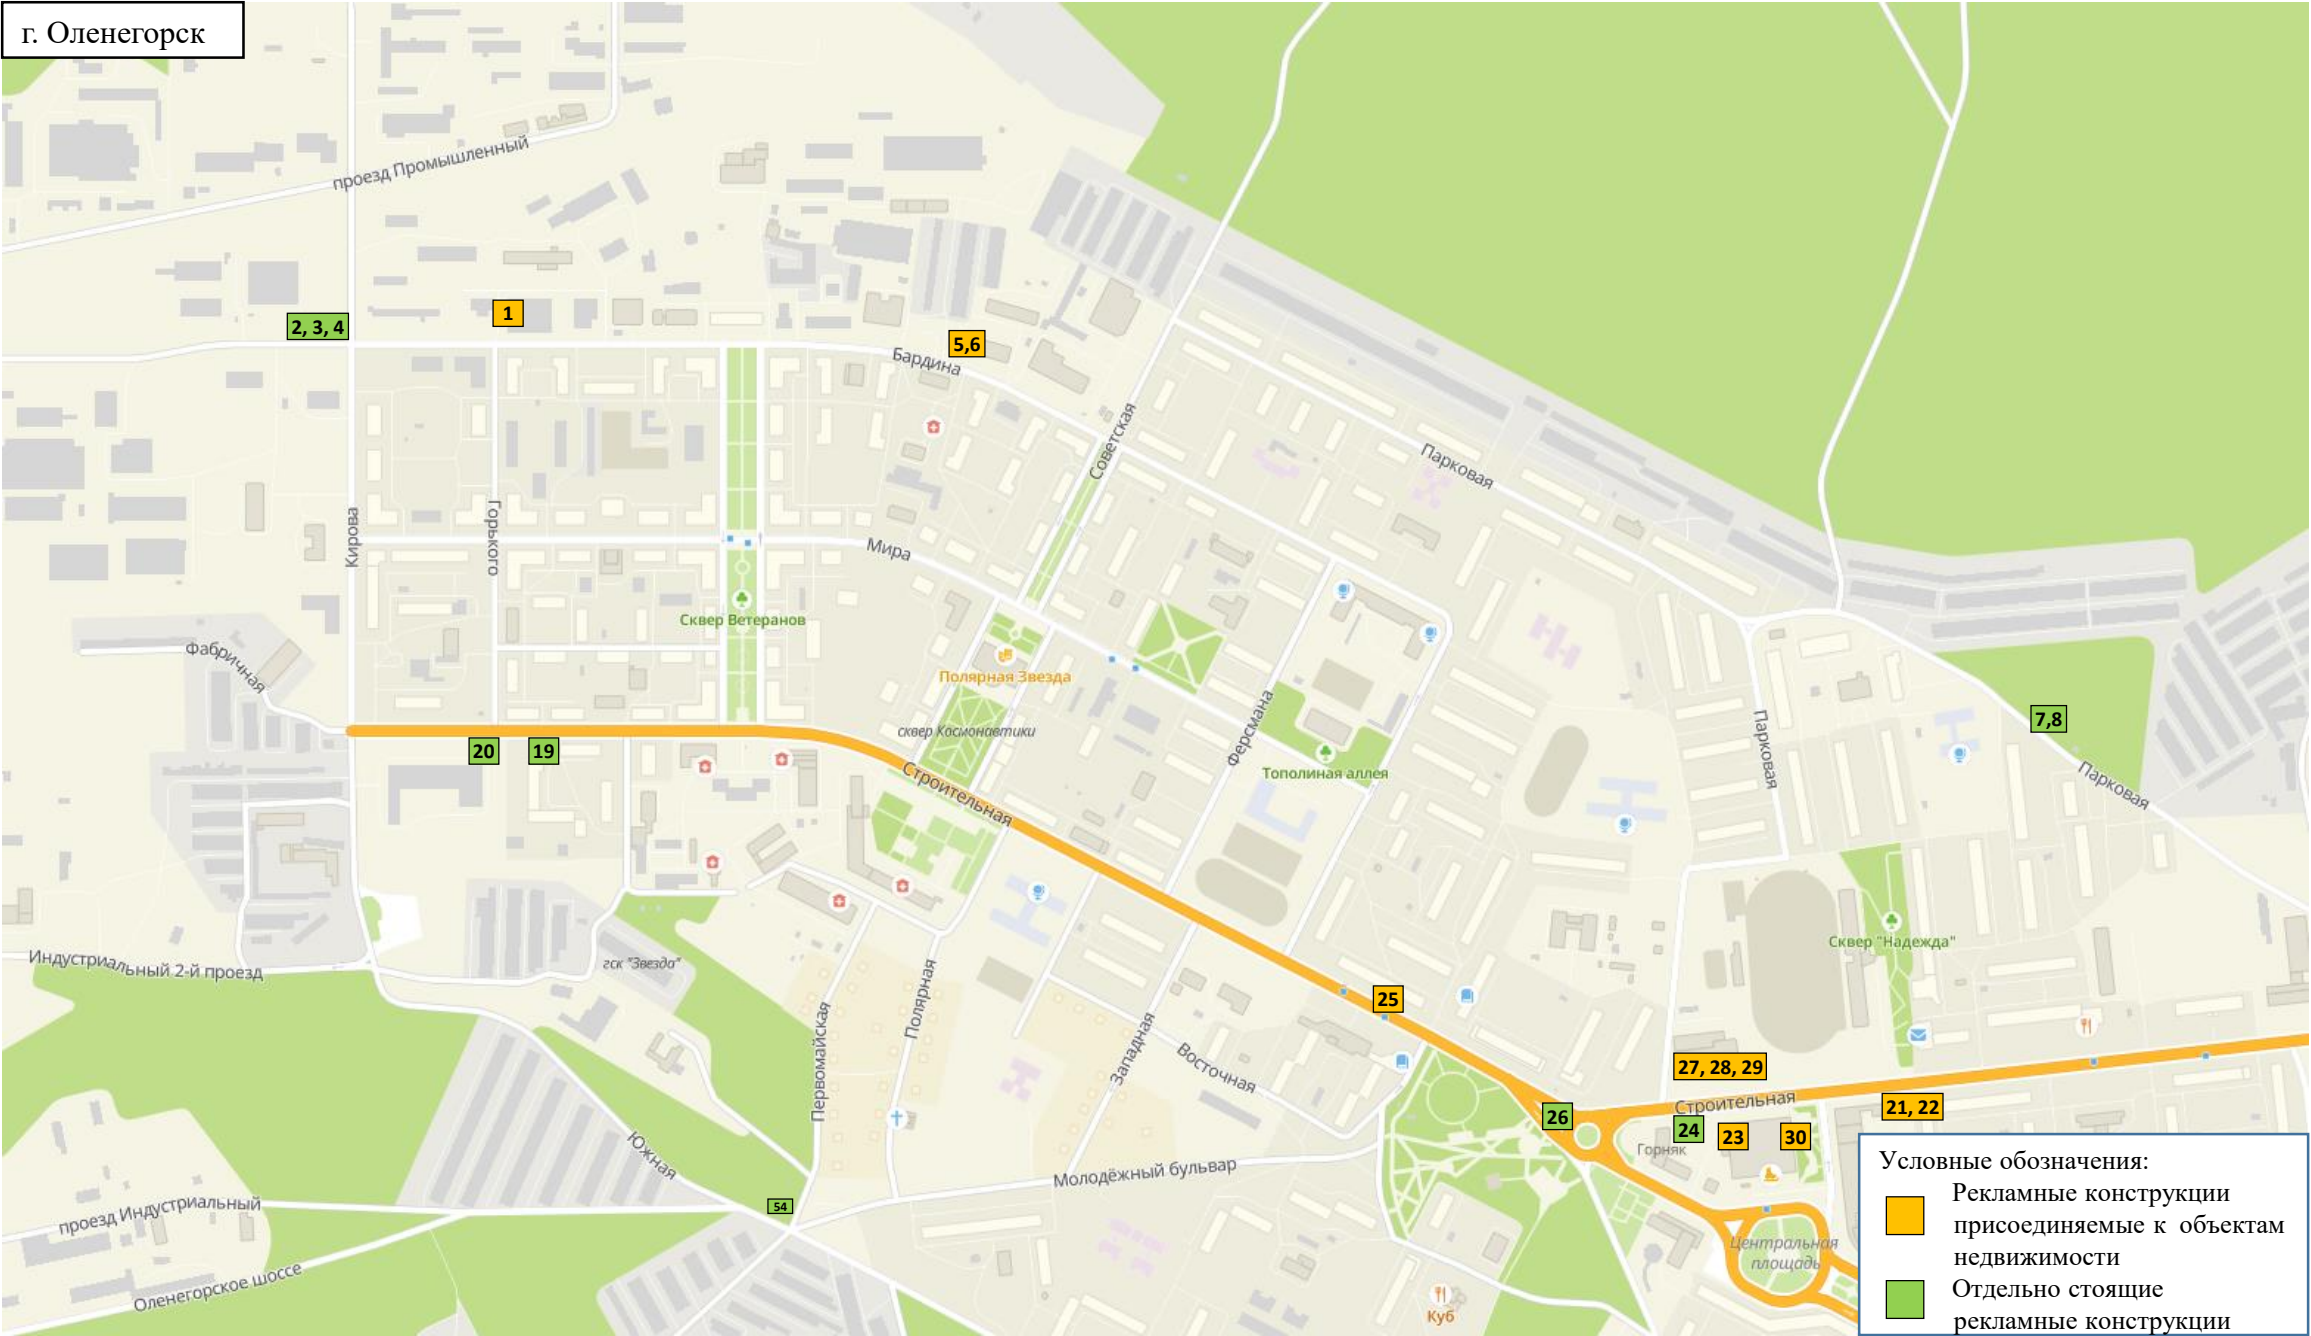 г. Оленегорск
проезд Промышленный
2, 3, 4
1
5,6
Бардина
Советская
Парковая
Кирова
Горького
Мира
Сквер Ветеранов
Фабричная
Полярная Звезда
сквер Космонавтики
Ферсмана
Тополиная аллея
Парковая
7,8
Парковая
20
19
Строительная
Сквер "Надежда"
Индустриальный 2-й проезд
гск "Звезда"
Первомайская
Полярная
Западная
Восточная
25
27, 28, 29
Строительная
21, 22
26
24
23
30
Горняк
Южная
Молодёжный бульвар
54
проезд Индустриальный
Оленегорское шоссе
Центральная
площадь
Куб
Условные обозначения:
Рекламные конструкции
присоединяемые к объектам
недвижимости
Отдельно стоящие
рекламные конструкции